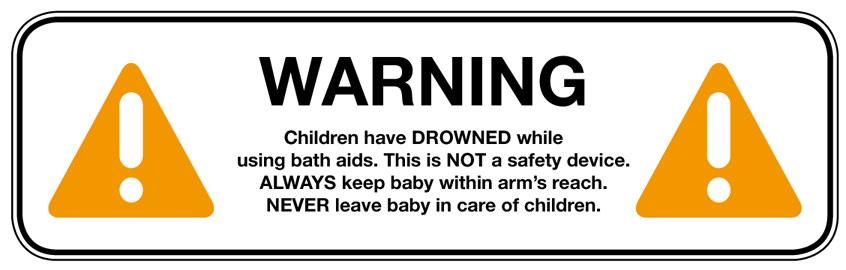 WARNING
Children have DROWNED while
using bath aids. This is NOT a safety device.
ALWAYS keep baby within arm’s reach.
NEVER leave baby in care of children.